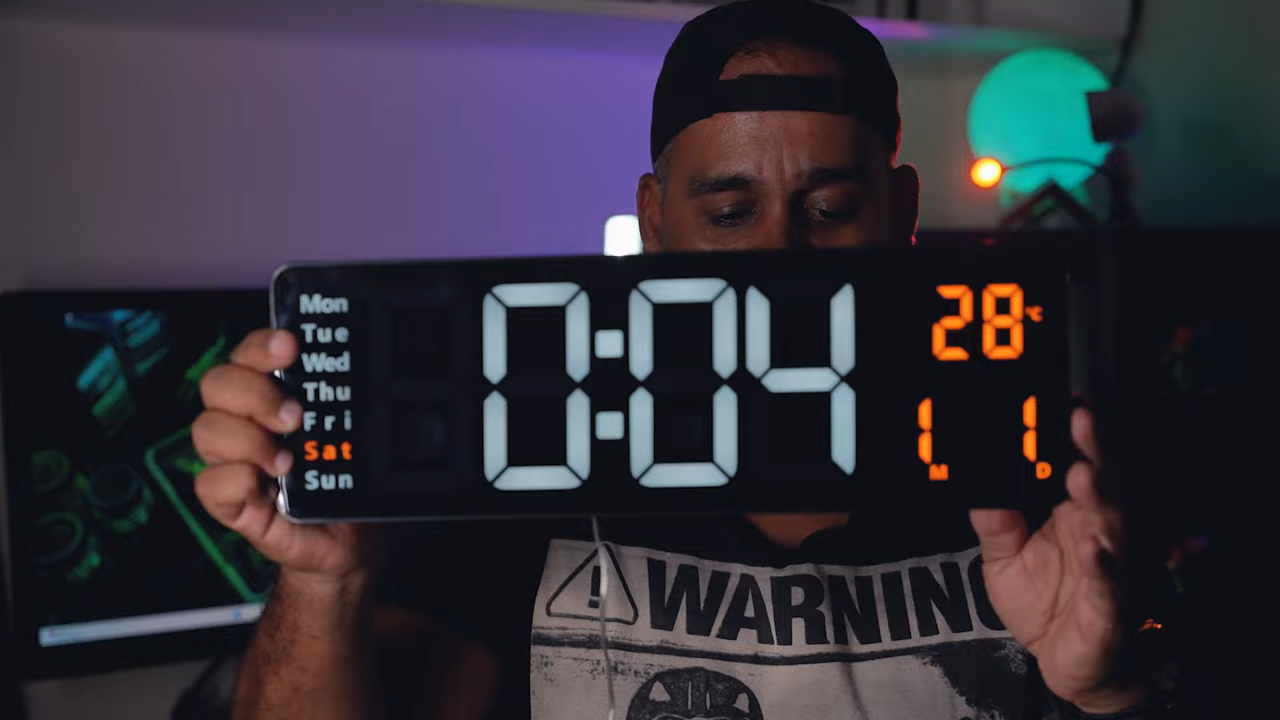 Mon
Tue
Wed
Thu
Fri
Sat
Sun
0:04
28°C
1 M 1 D
WARNING